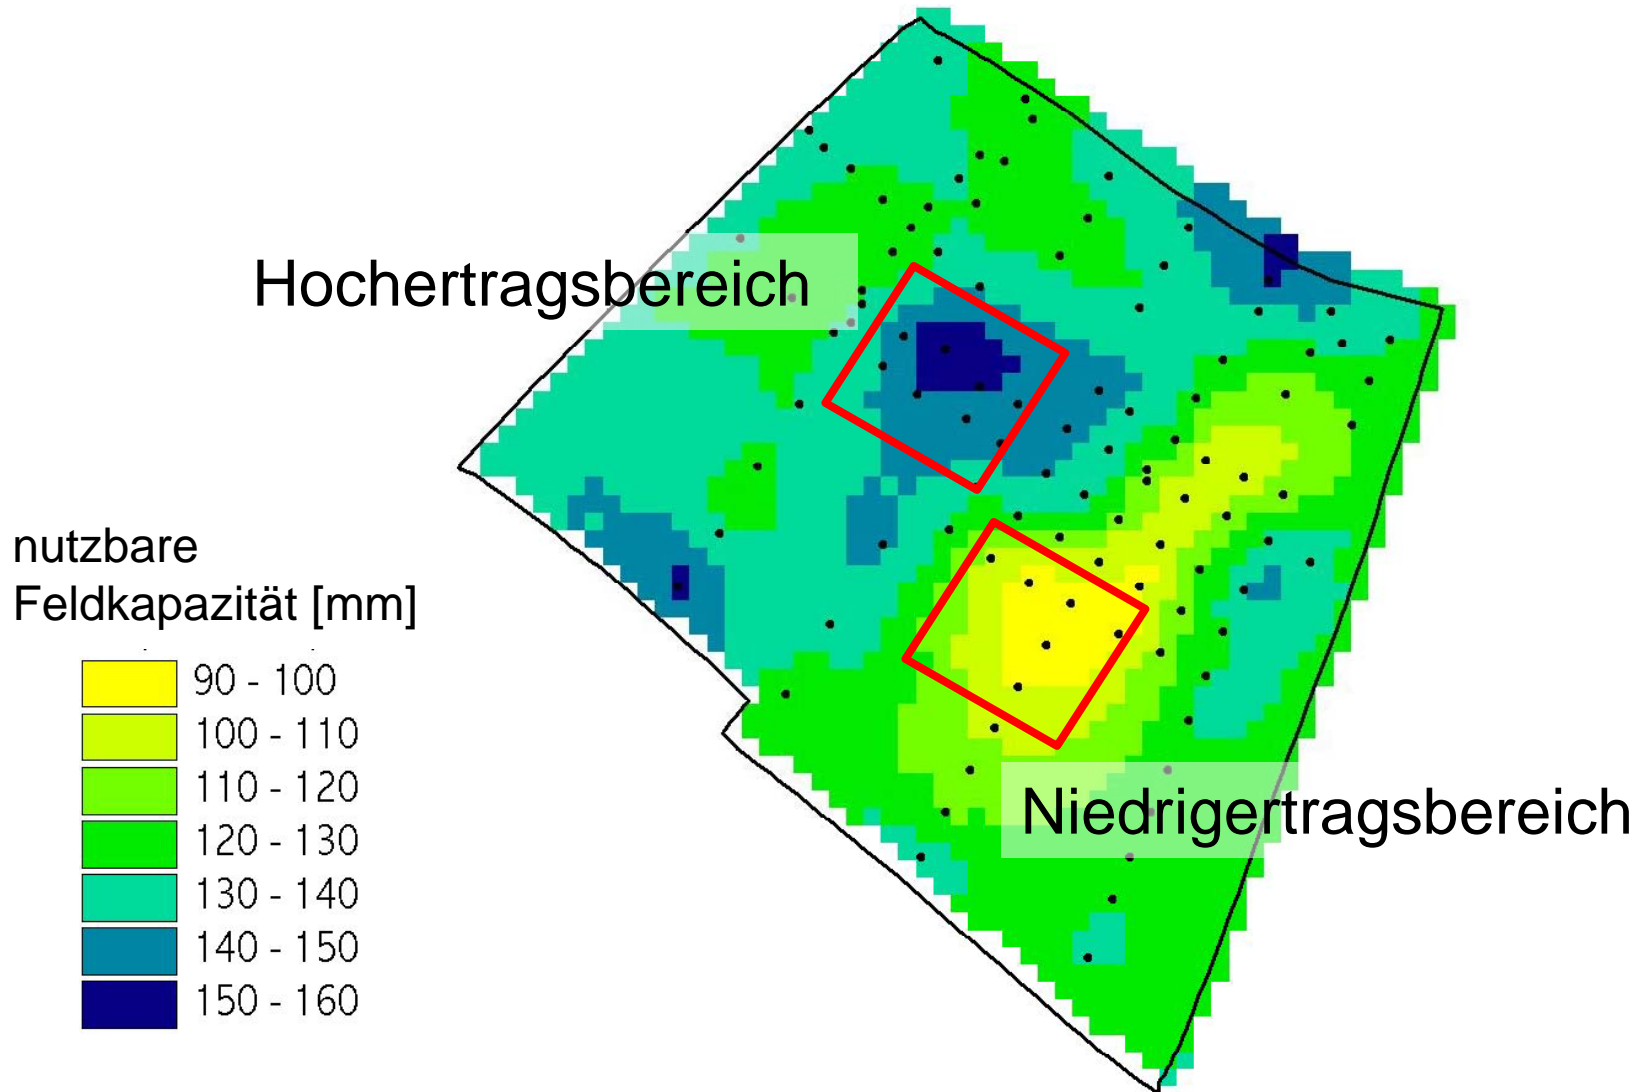 Hochertragsbereich
nutzbare
Feldkapazität [mm]
90 - 100
100 - 110
110 - 120
120 - 130
130 - 140
140 - 150
150 - 160
Niedrigertragsbereich